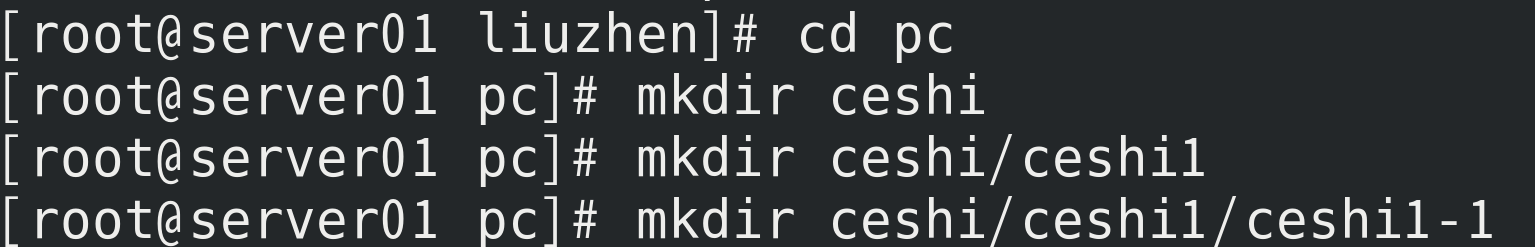 [root@server01 liuzhen]# cd pc
[root@server01 pc]# mkdir ceshi
[root@server01 pc]# mkdir ceshi/ceshi1
[root@server01 pc]# mkdir ceshi/ceshi1/ceshi1-1